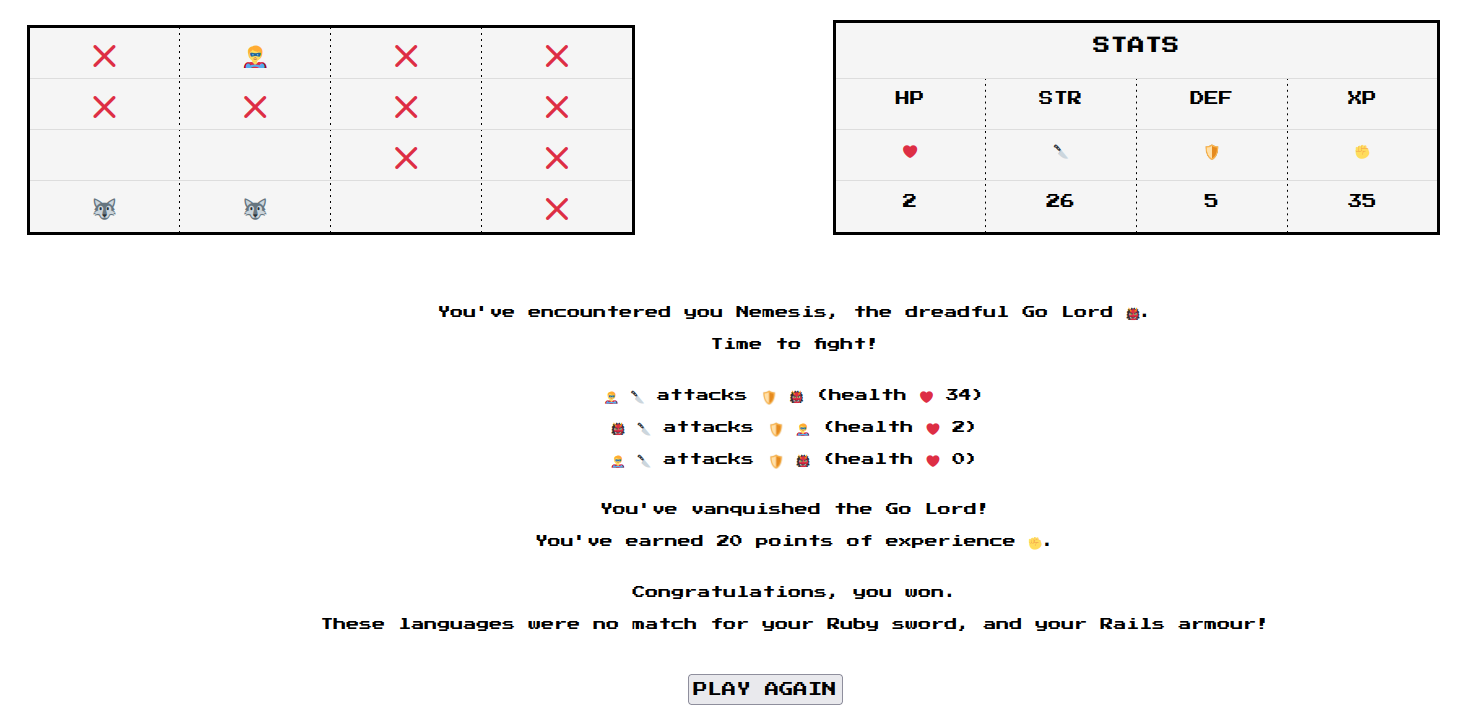 STATS
HP STR DEF XP
2 26 5 35
You've encountered you Nemesis, the dreadful Go Lord 👹.
Time to fight!
attacks (health 34)
attacks (health 2)
attacks (health 0)
You've vanquished the Go Lord!
You've earned 20 points of experience ✊.
Congratulations, you won.
These languages were no match for your Ruby sword, and your Rails armour!
PLAY AGAIN